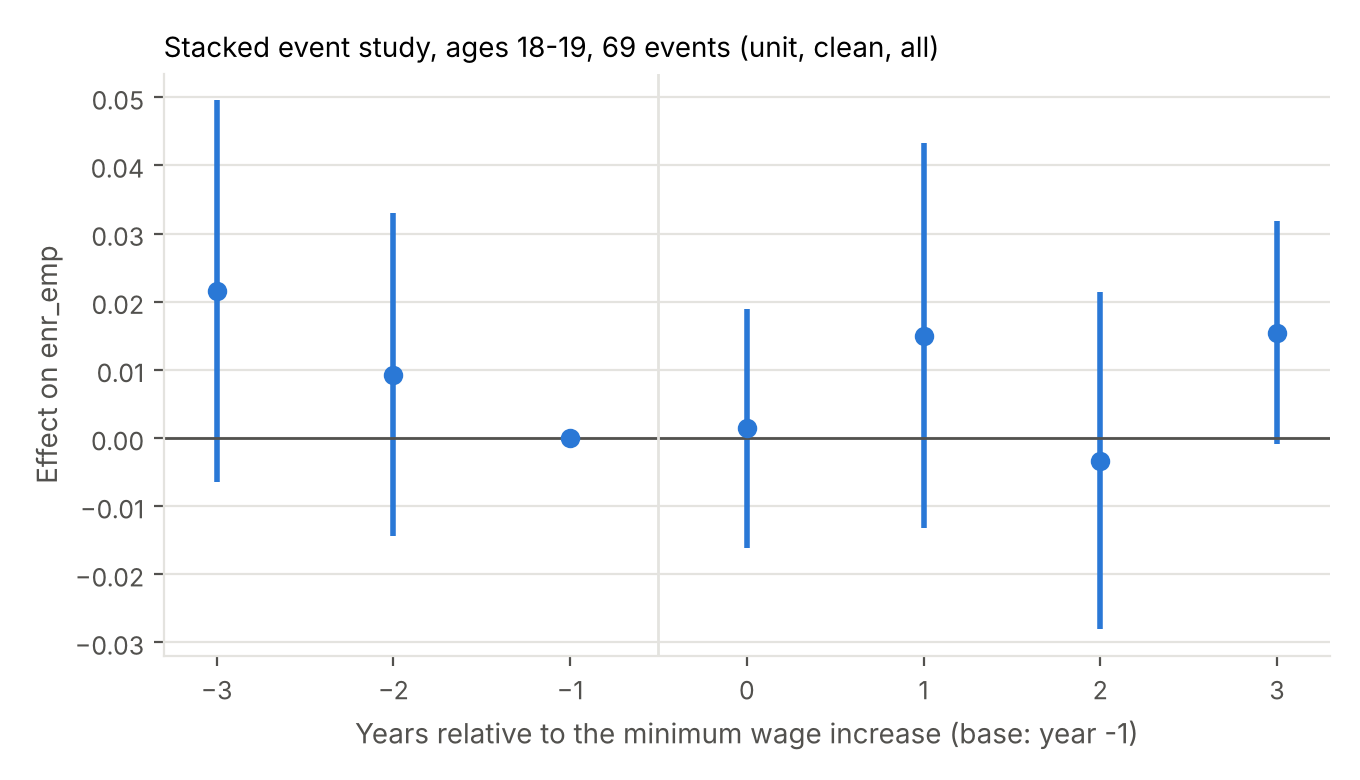 Stacked event study, ages 18-19, 69 events (unit, clean, all)
Effect on enr_emp
0.05
0.04
0.03
0.02
0.01
0.00
−0.01
−0.02
−0.03
−3 −2 −1 0 1 2 3
Years relative to the minimum wage increase (base: year -1)